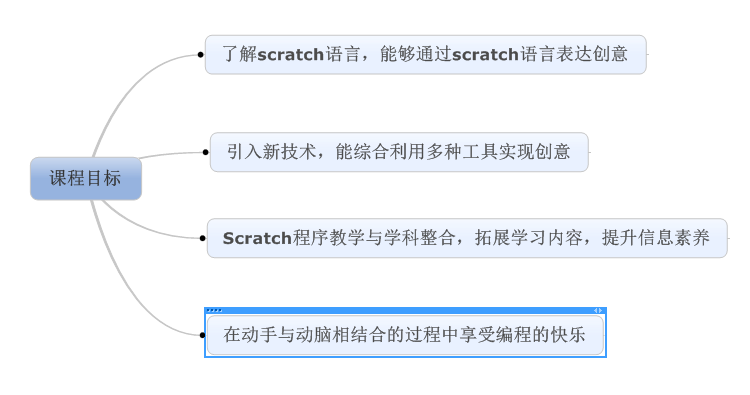 了解scratch语言，能够通过scratch语言表达创意
引入新技术，能综合利用多种工具实现创意
课程目标
Scratch程序教学与学科整合，拓展学习内容，提升信息素养
在动手与动脑相结合的过程中享受编程的快乐